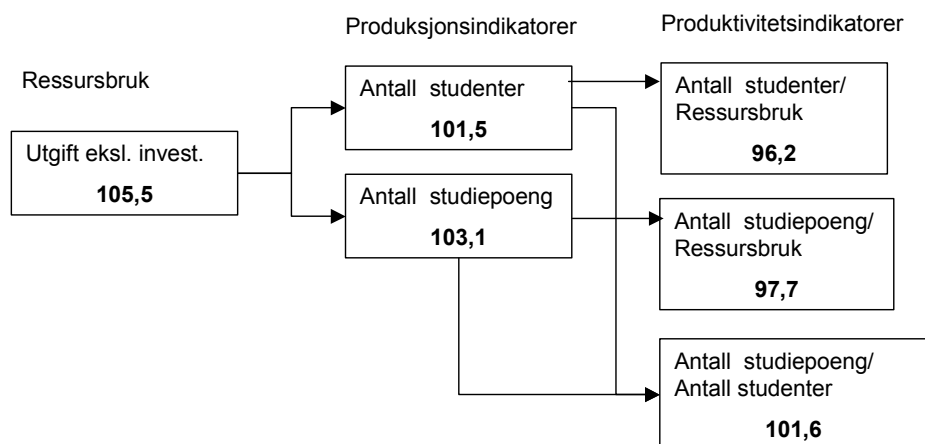 Ressursbruk
Utgift eksl. invest.
105,5
Produksjonsindikatorer
Antall studenter
101,5
Antall studiepoeng
103,1
Produktivitetsindikatorer
Antall studenter/
Ressursbruk
96,2
Antall studiepoeng/
Ressursbruk
97,7
Antall studiepoeng/
Antall studenter
101,6